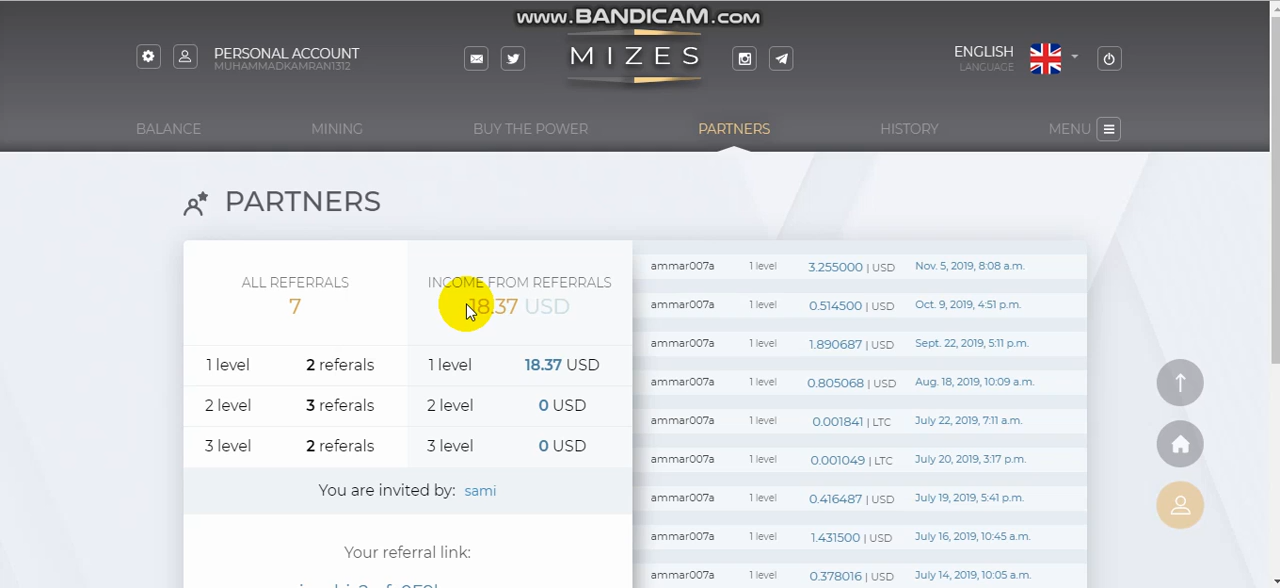 www.BANDICAM.com
PERSONAL ACCOUNT
MUHAMMADKAMRAN1312
MIZES
ENGLISH
LANGUAGE
BALANCE MINING BUY THE POWER PARTNERS HISTORY MENU
PARTNERS
ALL REFERRALS INCOME FROM REFERRALS
7 18.37 USD
1 level 2 referals 1 level 18.37 USD
2 level 3 referals 2 level 0 USD
3 level 2 referals 3 level 0 USD
You are invited by: sami
Your referral link:
ammar007a 1 level 3.255000 | USD Nov. 5, 2019, 8:08 a.m.
ammar007a 1 level 0.514500 | USD Oct. 9, 2019, 4:51 p.m.
ammar007a 1 level 1.890687 | USD Sept. 22, 2019, 5:11 p.m.
ammar007a 1 level 0.805068 | USD Aug. 18, 2019, 10:09 a.m.
ammar007a 1 level 0.001841 | LTC July 22, 2019, 7:11 a.m.
ammar007a 1 level 0.001049 | LTC July 20, 2019, 3:17 p.m.
ammar007a 1 level 0.416487 | USD July 19, 2019, 5:41 p.m.
ammar007a 1 level 1.431500 | USD July 16, 2019, 10:45 a.m.
ammar007a 1 level 0.378016 | USD July 14, 2019, 10:05 a.m.